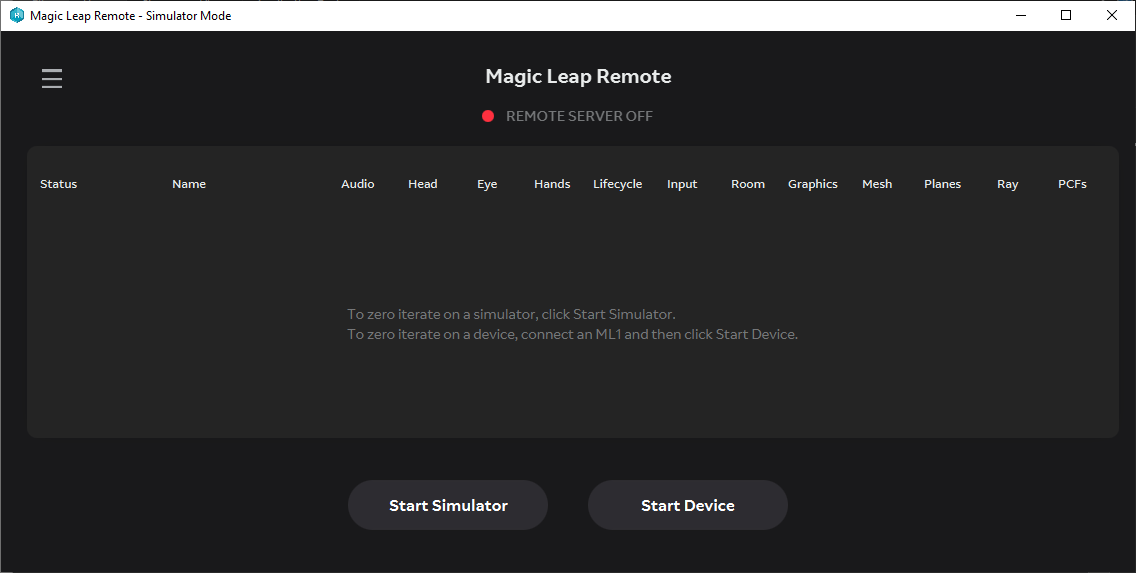 Magic Leap Remote - Simulator Mode
Magic Leap Remote
REMOTE SERVER OFF
Status Name Audio Head Eye Hands Lifecycle Input Room Graphics Mesh Planes Ray PCFs
To zero iterate on a simulator, click Start Simulator.
To zero iterate on a device, connect an ML1 and then click Start Device.
Start Simulator Start Device